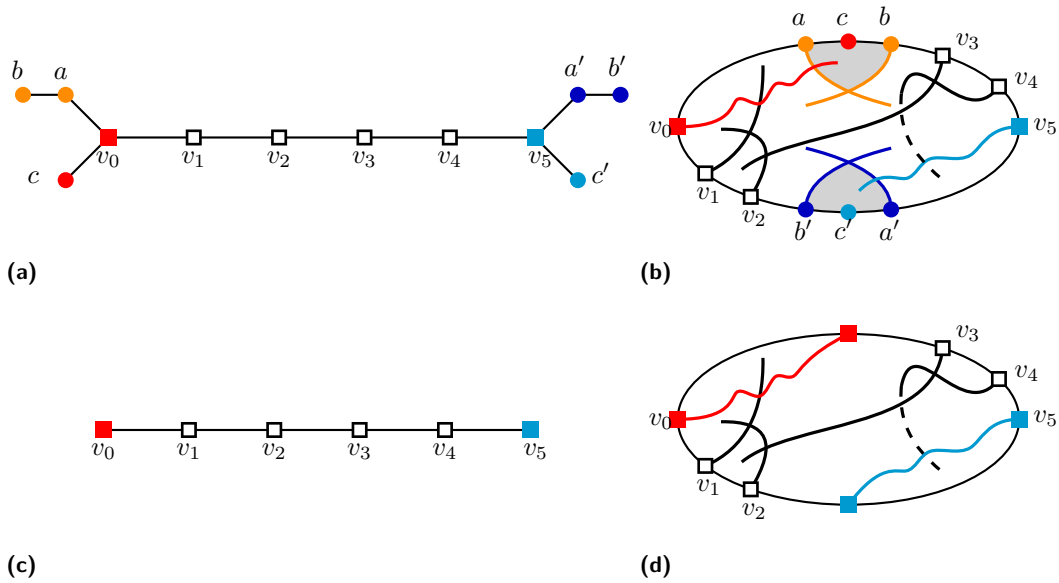 b a a′ b′
v₀ v₁ v₂ v₃ v₄ v₅
c c′
(a)
a c b v₃
v₄
v₀ v₅
v₁ v₂
b′ c′ a′
(b)
v₀ v₁ v₂ v₃ v₄ v₅
(c)
v₃
v₄
v₀ v₅
v₁ v₂
(d)